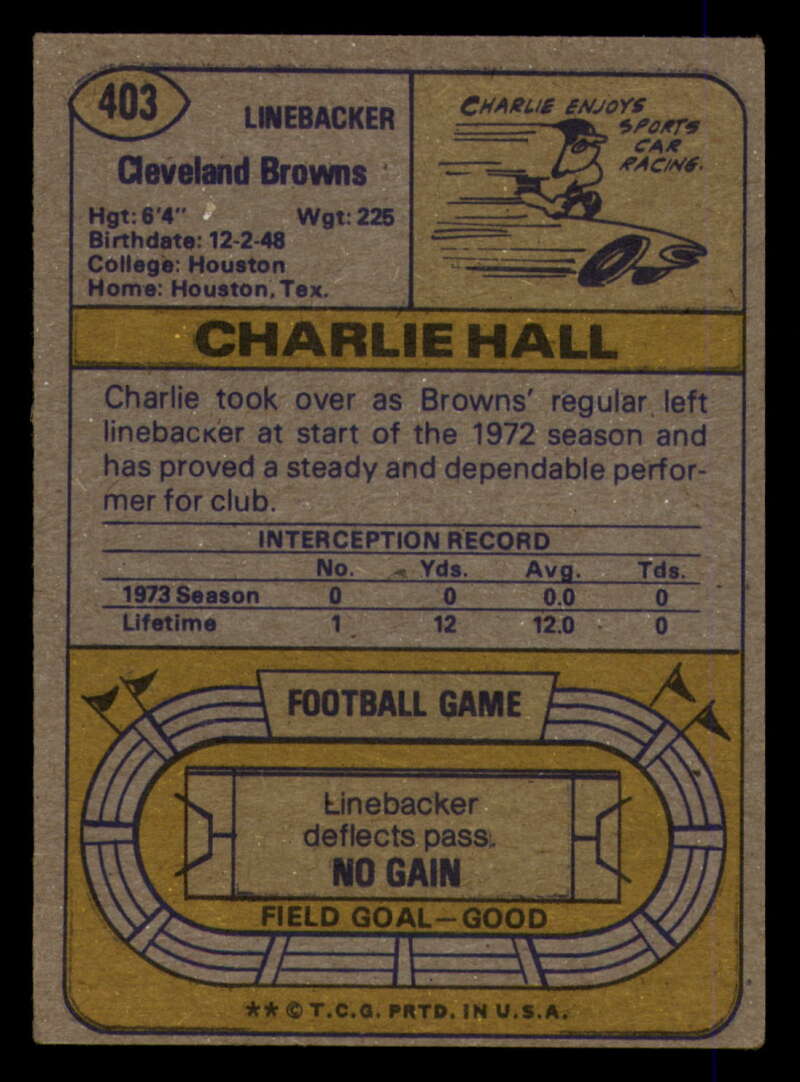 403
LINEBACKER
Cleveland Browns
Hgt: 6'4" Wgt: 225
Birthdate: 12-2-48
College: Houston
Home: Houston, Tex.
CHARLIE ENJOYS
SPORTS
CAR
RACING.
CHARLIE HALL
Charlie took over as Browns' regular left
linebacker at start of the 1972 season and
has proved a steady and dependable perfor-
mer for club.
INTERCEPTION RECORD
No. Yds. Avg. Tds.
1973 Season 0 0 0.0 0
Lifetime 1 12 12.0 0
FOOTBALL GAME
Linebacker
deflects pass.
NO GAIN
FIELD GOAL—GOOD
** © T.C.G. PRTD. IN U.S.A.